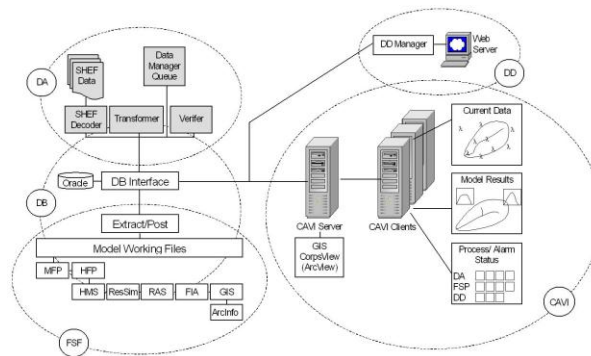 DA
SHEF
Data
Data
Manager
Queue
SHEF
Decoder
Transformer
Verifer
DD Manager
Web
Server
DD
DB
Oracle
DB Interface
Extract/Post
Model Working Files
MFP
HFP
HMS
ResSim
RAS
FIA
GIS
ArcInfo
FSF
CAVI Server
CAVI Clients
GIS
CorpsView
(ArcView)
Current Data
λ λ λ
λ λ λ
λ λ
Model Results
Process/ Alarm
Status
DA
FSP
DD
CAVI